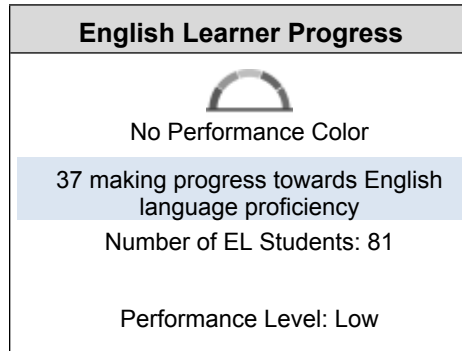 English Learner Progress
No Performance Color
37 making progress towards English
language proficiency
Number of EL Students: 81
Performance Level: Low